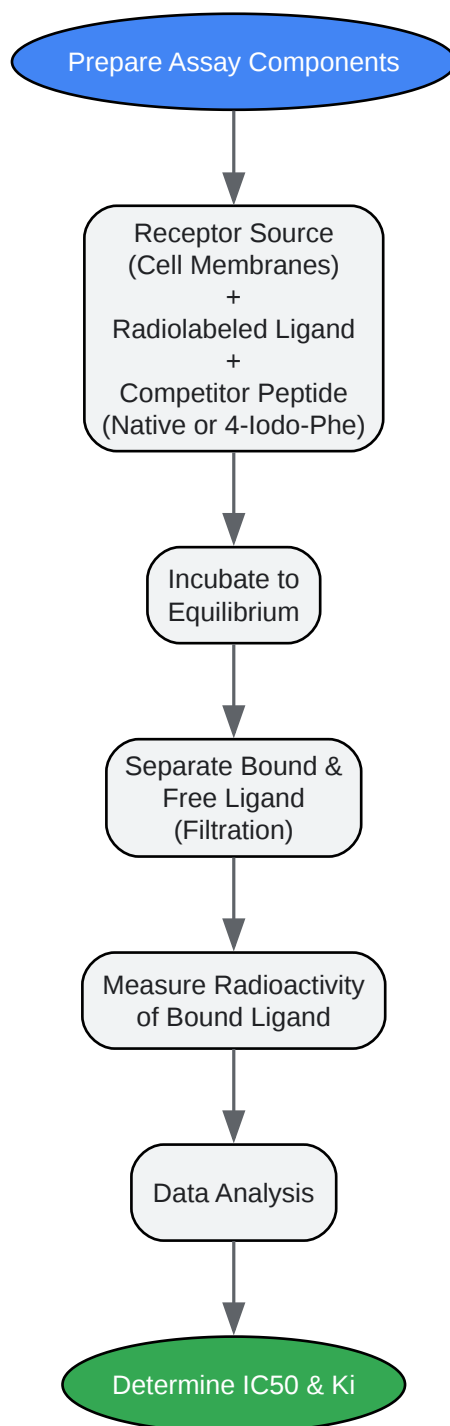 Prepare Assay Components
Receptor Source
(Cell Membranes)
+
Radiolabeled Ligand
+
Competitor Peptide
(Native or 4-Iodo-Phe)
Incubate to
Equilibrium
Separate Bound &
Free Ligand
(Filtration)
Measure Radioactivity
of Bound Ligand
Data Analysis
Determine IC50 & Ki